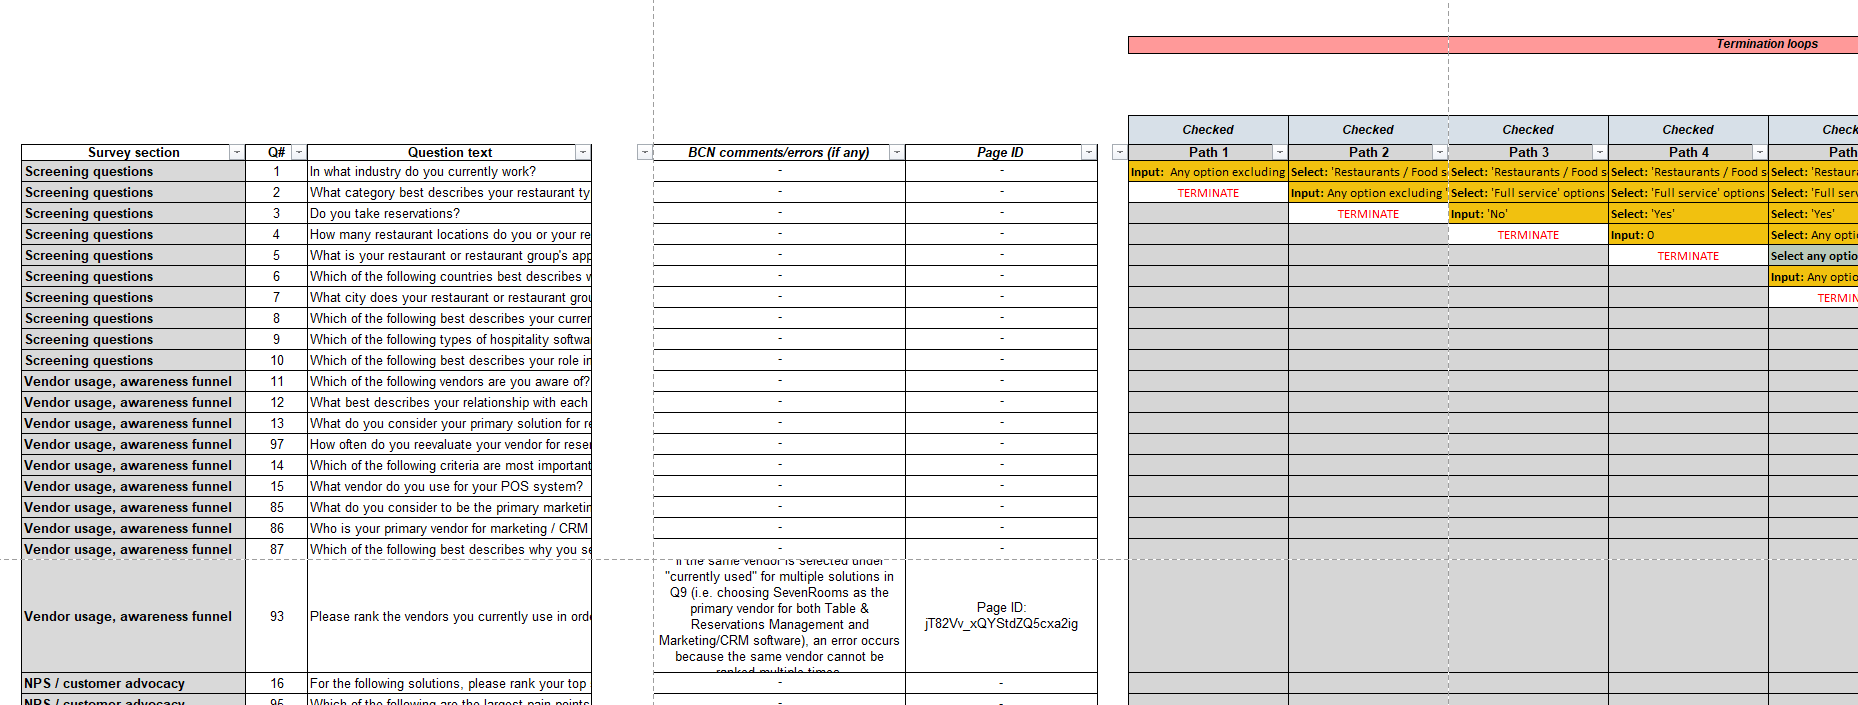 Termination loops
Checked Checked Checked Checked Check
Survey section Q# Question text BCN comments/errors (if any) Page ID Path 1 Path 2 Path 3 Path 4 Path
Screening questions 1 In what industry do you currently work? - - Input: Any option excluding Select: 'Restaurants / Food s Select: 'Restaurants / Food s Select: 'Restaurants / Food s Select: 'Restaura
Screening questions 2 What category best describes your restaurant ty - - TERMINATE Input: Any option excluding ' Select: 'Full service' options Select: 'Full service' options Select: 'Full serv
Screening questions 3 Do you take reservations? - - TERMINATE Input: 'No' Select: 'Yes' Select: 'Yes'
Screening questions 4 How many restaurant locations do you or your re - - TERMINATE Input: 0 Select: Any opti
Screening questions 5 What is your restaurant or restaurant group's app - - TERMINATE Select any optio
Screening questions 6 Which of the following countries best describes w - - Input: Any optio
Screening questions 7 What city does your restaurant or restaurant grou - - TERMIN
Screening questions 8 Which of the following best describes your curren - -
Screening questions 9 Which of the following types of hospitality softwa - -
Screening questions 10 Which of the following best describes your role in - -
Vendor usage, awareness funnel 11 Which of the following vendors are you aware of? - -
Vendor usage, awareness funnel 12 What best describes your relationship with each - -
Vendor usage, awareness funnel 13 What do you consider your primary solution for re - -
Vendor usage, awareness funnel 97 How often do you reevaluate your vendor for reser - -
Vendor usage, awareness funnel 14 Which of the following criteria are most important - -
Vendor usage, awareness funnel 15 What vendor do you use for your POS system? - -
Vendor usage, awareness funnel 85 What do you consider to be the primary marketin - -
Vendor usage, awareness funnel 86 Who is your primary vendor for marketing / CRM - -
Vendor usage, awareness funnel 87 Which of the following best describes why you se - -
Vendor usage, awareness funnel 93 Please rank the vendors you currently use in orde
If the same vendor is selected under
"currently used" for multiple solutions in
Q9 (i.e. choosing SevenRooms as the
primary vendor for both Table &
Reservations Management and
Marketing/CRM software), an error occurs
because the same vendor cannot be
ranked multiple times
Page ID:
jT82Vv_xQYStdZQ5cxa2ig
NPS / customer advocacy 16 For the following solutions, please rank your top - -
NPS / customer advocacy 95 Which of the following are the largest pain points - -